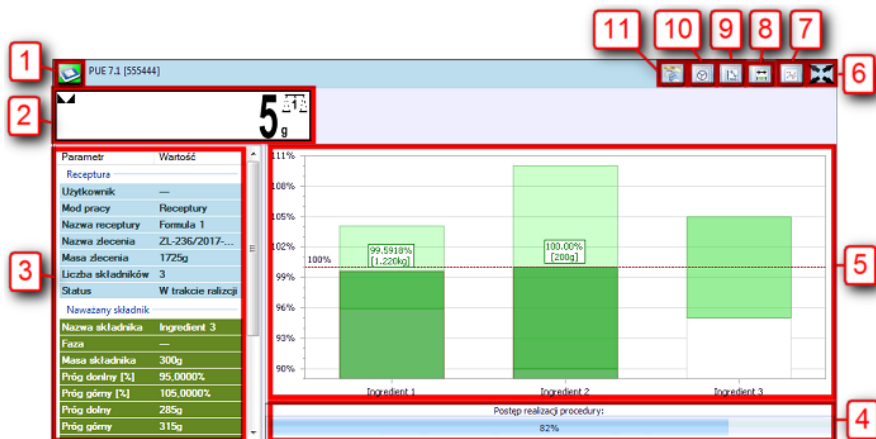 11 10 9 8 7
1 PUE 7.1 [555444] 6
2 5 g
Parametr Wartość
Receptura
Użytkownik —
Mod pracy Receptury
Nazwa receptury Formula 1
Nazwa zlecenia ZL-236/2017-...
Masa zlecenia 1725g
Liczba składników 3
Status W trakcie ralizcji
Naważany składnik
Nazwa składnika Ingredient 3
Faza —
Masa składnika 300g
Próg donlny [%] 95,0000%
Próg górny [%] 105,0000%
Próg dolny 285g
Próg górny 315g
3
111%
108%
105%
102%
99%
96%
93%
90%
100%
99.5918%
[1.220kg]
100.00%
[200g]
Ingredient 1 Ingredient 2 Ingredient 3
5
Postęp realizacji procedury:
82%
4